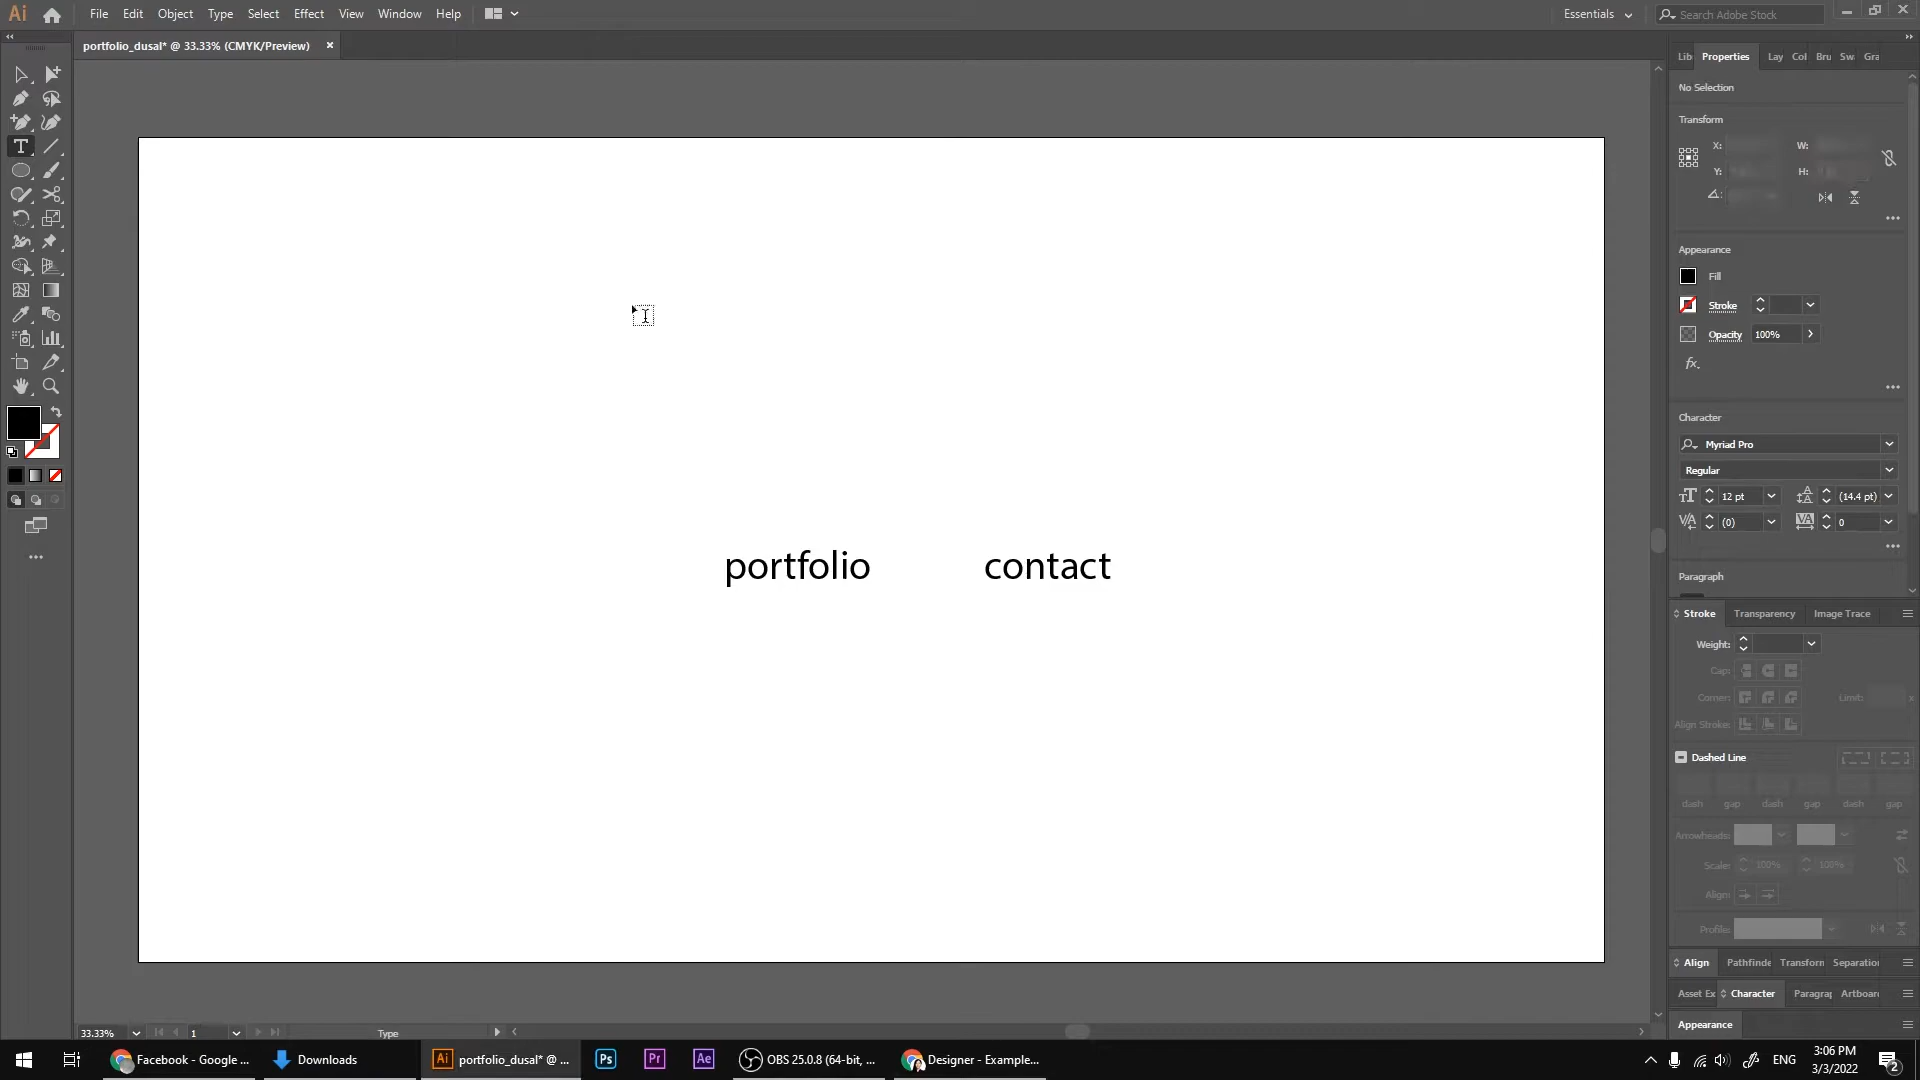 Ai File Edit Object Type Select Effect View Window Help Essentials Search Adobe Stock
portfolio_dusal* @ 33.33% (CMYK/Preview) ×
Lib Properties Lay Col Bru Sw Gra
No Selection
Transform
X: W:
Y: H:
Appearance
Fill
Stroke
Opacity 100%
fx.
Character
Myriad Pro
Regular
12 pt (14.4 pt)
(0) 0
portfolio contact
Paragraph
Stroke Transparency Image Trace
Weight:
Cap:
Corner: Limit: x
Align Stroke:
Dashed Line
dash gap dash gap dash gap
Arrowheads:
Scale: 100% 100%
Align:
Profile:
Align Pathfinde Transforn Separation
Asset Ex Character Paragrap Artboar
Appearance
33.33% 1 Type
Facebook - Google ... Downloads Ai portfolio_dusal* @ ... Ps Pr Ae OBS 25.0.8 (64-bit, ... Designer - Example... ENG 3:06 PM
3/3/2022 2